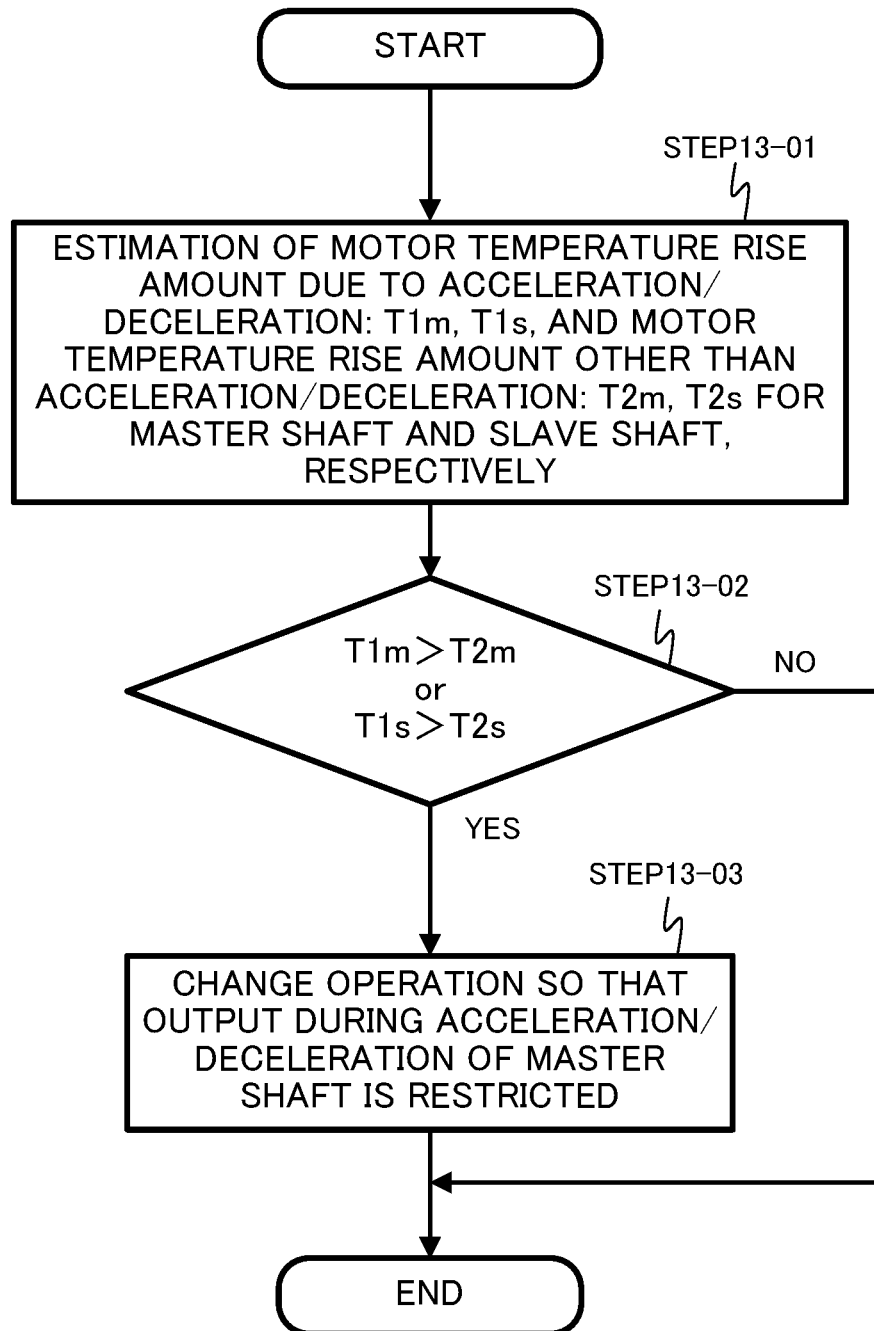 START
STEP13-01
ESTIMATION OF MOTOR TEMPERATURE RISE
AMOUNT DUE TO ACCELERATION/
DECELERATION: T1m, T1s, AND MOTOR
TEMPERATURE RISE AMOUNT OTHER THAN
ACCELERATION/DECELERATION: T2m, T2s FOR
MASTER SHAFT AND SLAVE SHAFT,
RESPECTIVELY
STEP13-02
T1m>T2m
or
T1s>T2s
NO
YES
STEP13-03
CHANGE OPERATION SO THAT
OUTPUT DURING ACCELERATION/
DECELERATION OF MASTER
SHAFT IS RESTRICTED
END